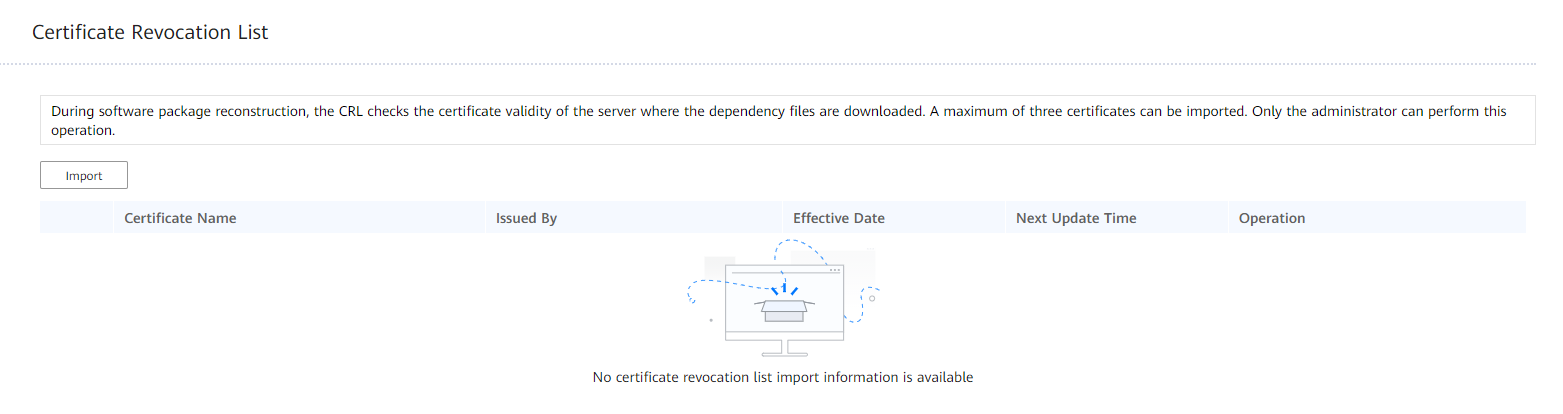 Certificate Revocation List
During software package reconstruction, the CRL checks the certificate validity of the server where the dependency files are downloaded. A maximum of three certificates can be imported. Only the administrator can perform this
operation.
Import
Certificate Name Issued By Effective Date Next Update Time Operation
No certificate revocation list import information is available